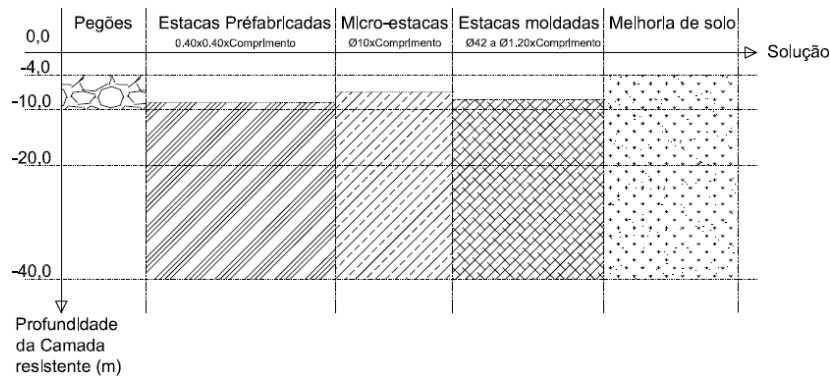 Pegões
Estacas Préfabricadas
0.40x0.40xComprimento
Micro-estacas
Ø10xComprimento
Estacas moldadas
Ø42 a Ø1.20xComprimento
Melhoria de solo
0,0
Solução
-4,0
-10,0
-20,0
-40,0
Profundidade
da Camada
resistente (m)